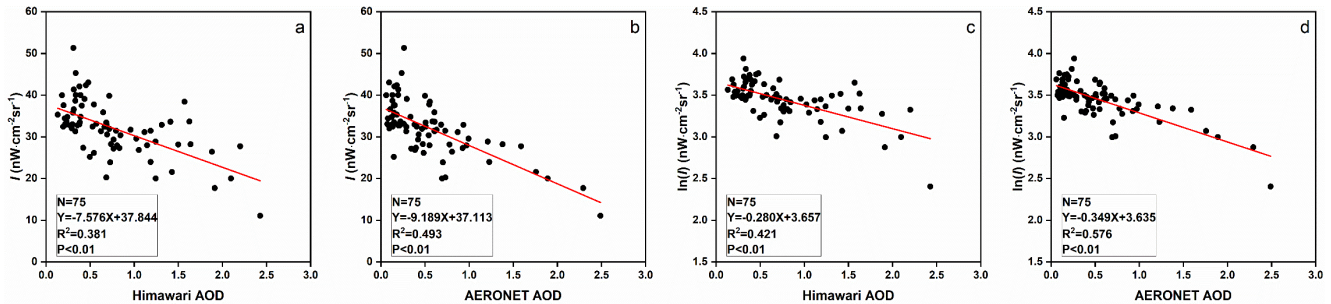 a
60
50
40
30
20
10
0
I (nW·cm⁻²sr⁻¹)
N=75
Y=-7.576X+37.844
R²=0.381
P<0.01
0.0 0.5 1.0 1.5 2.0 2.5 3.0
Himawari AOD
b
60
50
40
30
20
10
0
I (nW·cm⁻²sr⁻¹)
N=75
Y=-9.189X+37.113
R²=0.493
P<0.01
0.0 0.5 1.0 1.5 2.0 2.5 3.0
AERONET AOD
c
4.5
4.0
3.5
3.0
2.5
2.0
1.5
ln(I) (nW·cm⁻²sr⁻¹)
N=75
Y=-0.280X+3.657
R²=0.421
P<0.01
0.0 0.5 1.0 1.5 2.0 2.5 3.0
Himawari AOD
d
4.5
4.0
3.5
3.0
2.5
2.0
1.5
ln(I) (nW·cm⁻²sr⁻¹)
N=75
Y=-0.349X+3.635
R²=0.576
P<0.01
0.0 0.5 1.0 1.5 2.0 2.5 3.0
AERONET AOD